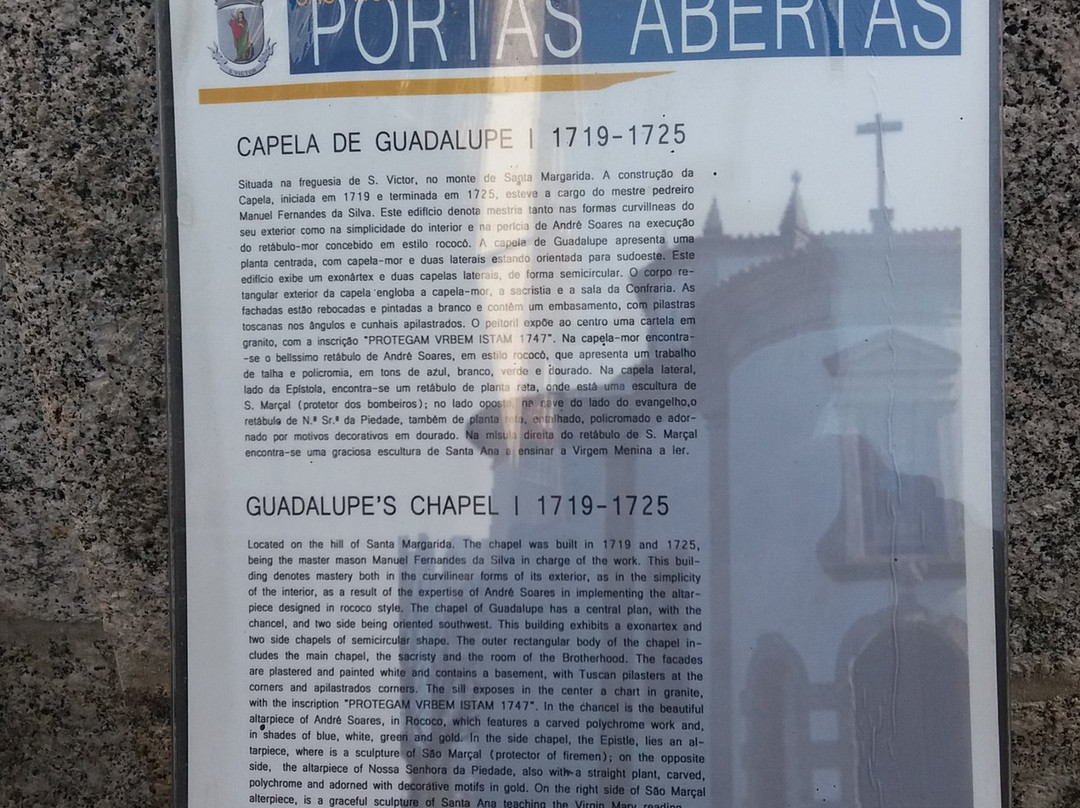 PORTAS ABERTAS
S. VICTOR
CAPELA DE GUADALUPE | 1719-1725
Situada na freguesia de S. Victor, no monte de Santa Margarida. A construção da
Capela, iniciada em 1719 e terminada em 1725, esteve a cargo do mestre pedreiro
Manuel Fernandes da Silva. Este edifício denota mestria tanto nas formas curvilíneas do
seu exterior como na simplicidade do interior e na perícia de André Soares na execução
do retábulo-mor concebido em estilo rococó. A capela de Guadalupe apresenta uma
planta centrada, com capela-mor e duas laterais estando orientada para sudoeste. Este
edifício exibe um exonártex e duas capelas laterais, de forma semicircular. O corpo re-
tangular exterior da capela engloba a capela-mor, a sacristia e a sala da Confraria. As
fachadas estão rebocadas e pintadas a branco e contêm um embasamento, com pilastras
toscanas nos ângulos e cunhais apilastrados. O peitoril expõe ao centro uma cartela em
granito, com a inscrição "PROTEGAM VRBEM ISTAM 1747". Na capela-mor encontra-
-se o belíssimo retábulo de André Soares, em estilo rococó, que apresenta um trabalho
de talha e policromia, em tons de azul, branco, verde e dourado. Na capela lateral,
lado da Epístola, encontra-se um retábulo de planta reta, onde está uma escultura de
S. Marçal (protetor dos bombeiros); no lado oposto, na nave do lado do evangelho,o
retábulo de N.ª Sr.ª da Piedade, também de planta reta, entalhado, policromado e ador-
nado por motivos decorativos em dourado. Na mísula direita do retábulo de S. Marçal
encontra-se uma graciosa escultura de Santa Ana a ensinar a Virgem Menina a ler.
GUADALUPE'S CHAPEL | 1719-1725
Located on the hill of Santa Margarida. The chapel was built in 1719 and 1725,
being the master mason Manuel Fernandes da Silva in charge of the work. This buil-
ding denotes mastery both in the curvilinear forms of its exterior, as in the simplicity
of the interior, as a result of the expertise of André Soares in implementing the altar-
piece designed in rococo style. The chapel of Guadalupe has a central plan, with the
chancel, and two side being oriented southwest. This building exhibits a exonartex and
two side chapels of semicircular shape. The outer rectangular body of the chapel in-
cludes the main chapel, the sacristy and the room of the Brotherhood. The facades
are plastered and painted white and contains a basement, with Tuscan pilasters at the
corners and apilastrados corners. The sill exposes in the center a chart in granite,
with the inscription "PROTEGAM VRBEM ISTAM 1747". In the chancel is the beautiful
altarpiece of André Soares, in Rococo, which features a carved polychrome work and,
in shades of blue, white, green and gold. In the side chapel, the Epistle, lies an al-
tarpiece, where is a sculpture of São Marçal (protector of firemen); on the opposite
side, the altarpiece of Nossa Senhora da Piedade, also with a straight plant, carved,
polychrome and adorned with decorative motifs in gold. On the right side of São Marçal
alterpiece, is a graceful sculpture of Santa Ana teaching the Virgin Mary reading